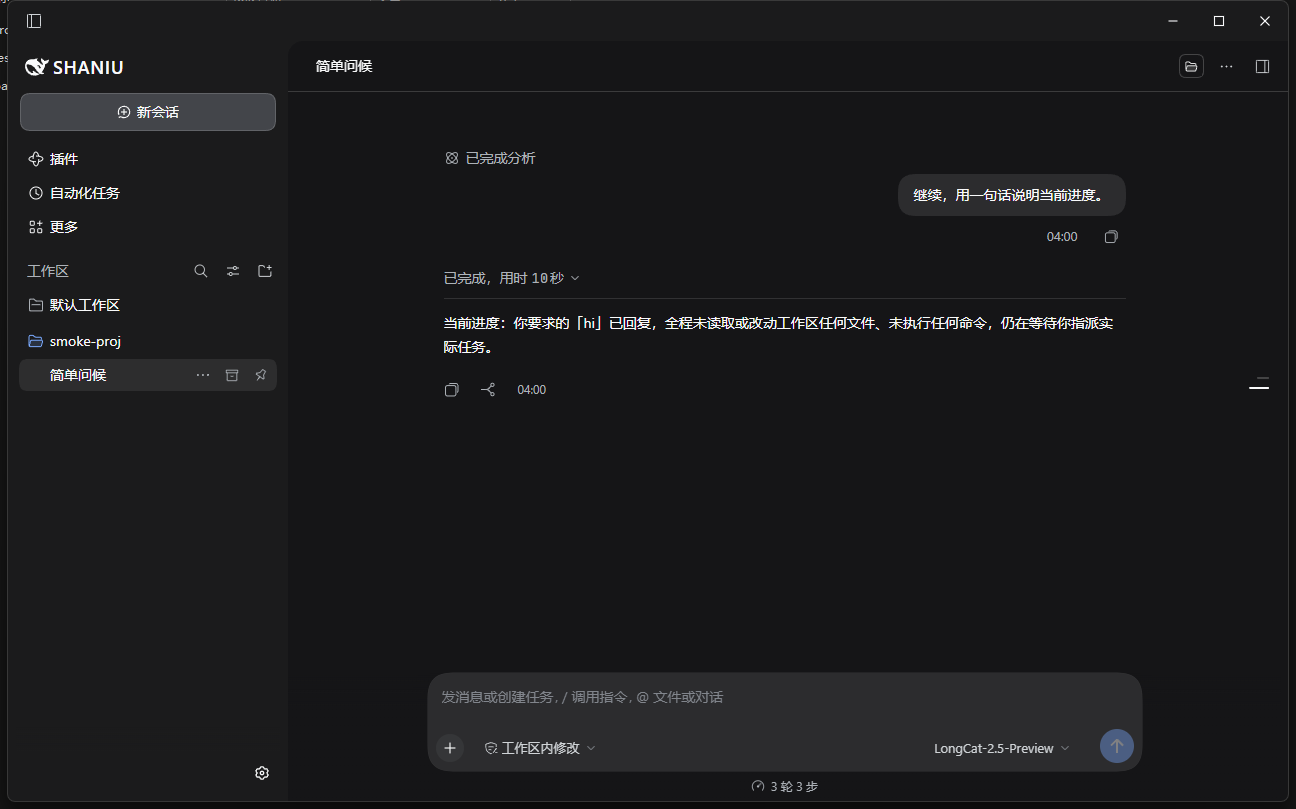 SHANIU
新会话
插件
自动化任务
更多
工作区
默认工作区
smoke-proj
简单问候
简单问候
已完成分析
继续，用一句话说明当前进度。
04:00
已完成，用时 10秒
当前进度：你要求的「hi」已回复，全程未读取或改动工作区任何文件、未执行任何命令，仍在等待你指派实
际任务。
04:00
发消息或创建任务, / 调用指令, @ 文件或对话
工作区内修改
LongCat-2.5-Preview
3 轮 3 步